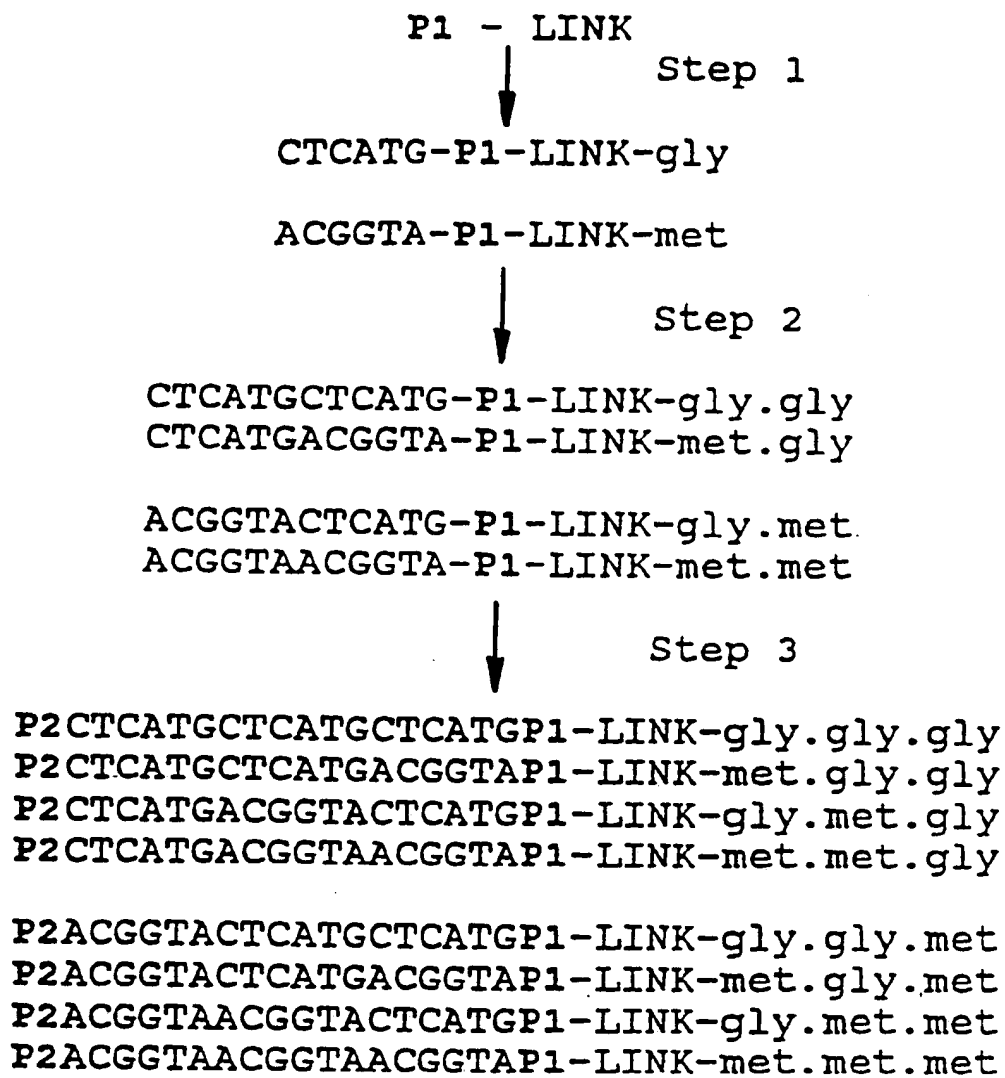 P1 - LINK
Step 1
CTCATG-P1-LINK-gly
ACGGTA-P1-LINK-met
Step 2
CTCATGCTCATG-P1-LINK-gly.gly
CTCATGACGGTA-P1-LINK-met.gly
ACGGTACTCATG-P1-LINK-gly.met
ACGGTAACGGTA-P1-LINK-met.met
Step 3
P2CTCATGCTCATGCTCATGP1-LINK-gly.gly.gly
P2CTCATGCTCATGACGGTAP1-LINK-met.gly.gly
P2CTCATGACGGTACTCATGP1-LINK-gly.met.gly
P2CTCATGACGGTAACGGTAP1-LINK-met.met.gly
P2ACGGTACTCATGCTCATGP1-LINK-gly.gly.met
P2ACGGTACTCATGACGGTAP1-LINK-met.gly.met
P2ACGGTAACGGTACTCATGP1-LINK-gly.met.met
P2ACGGTAACGGTAACGGTAP1-LINK-met.met.met